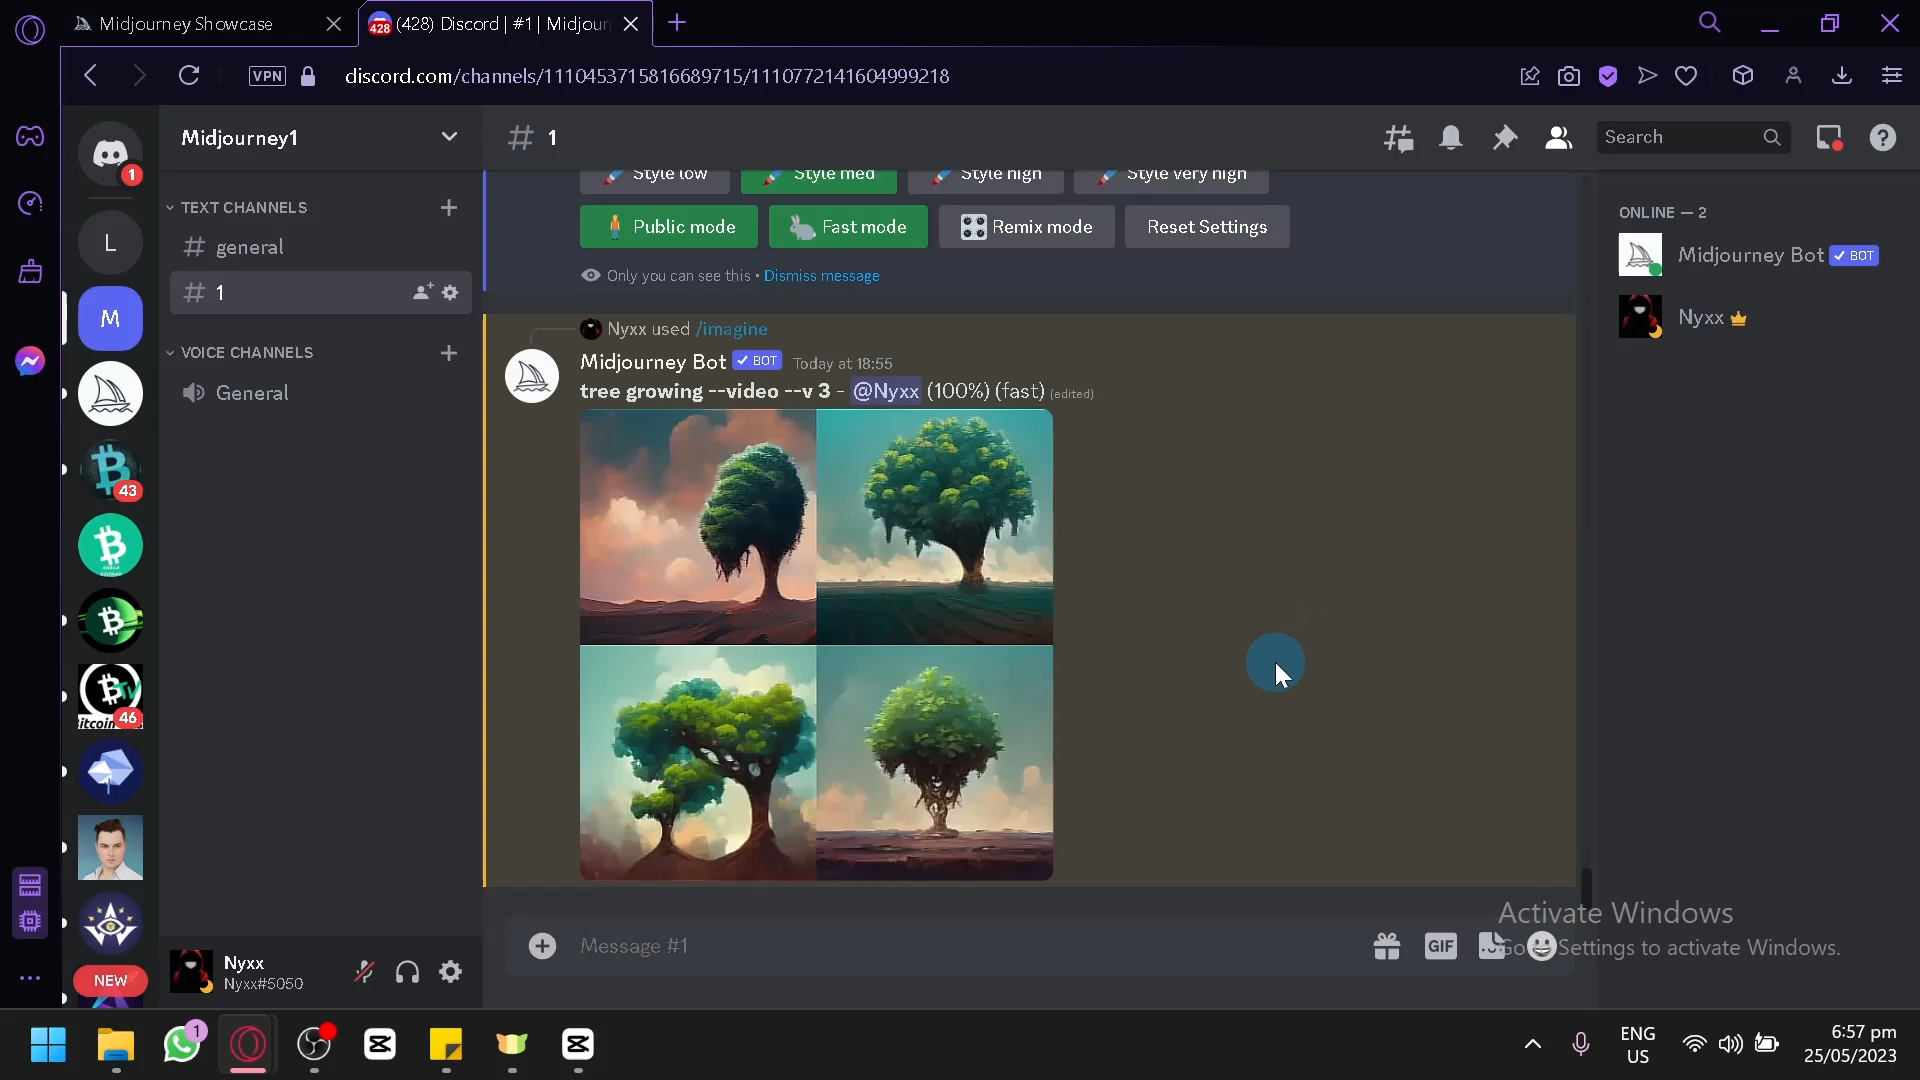 Midjourney Showcase
428 (428) Discord | #1 | Midjour
VPN discord.com/channels/1110453715816689715/1110772141604999218
1
Midjourney1
# 1
Search
TEXT CHANNELS
# general
# 1
VOICE CHANNELS
General
L
M
43
46
NEW
Style low
Style med
Style high
Style very high
Public mode
Fast mode
Remix mode
Reset Settings
Only you can see this • Dismiss message
Nyxx used /imagine
Midjourney Bot ✓ BOT Today at 18:55
tree growing --video --v 3 - @Nyxx (100%) (fast) (edited)
ONLINE — 2
Midjourney Bot ✓ BOT
Nyxx
Message #1
GIF
Nyxx
Nyxx#5050
Activate Windows
Go to Settings to activate Windows.
1
ENG
US
6:57 pm
25/05/2023